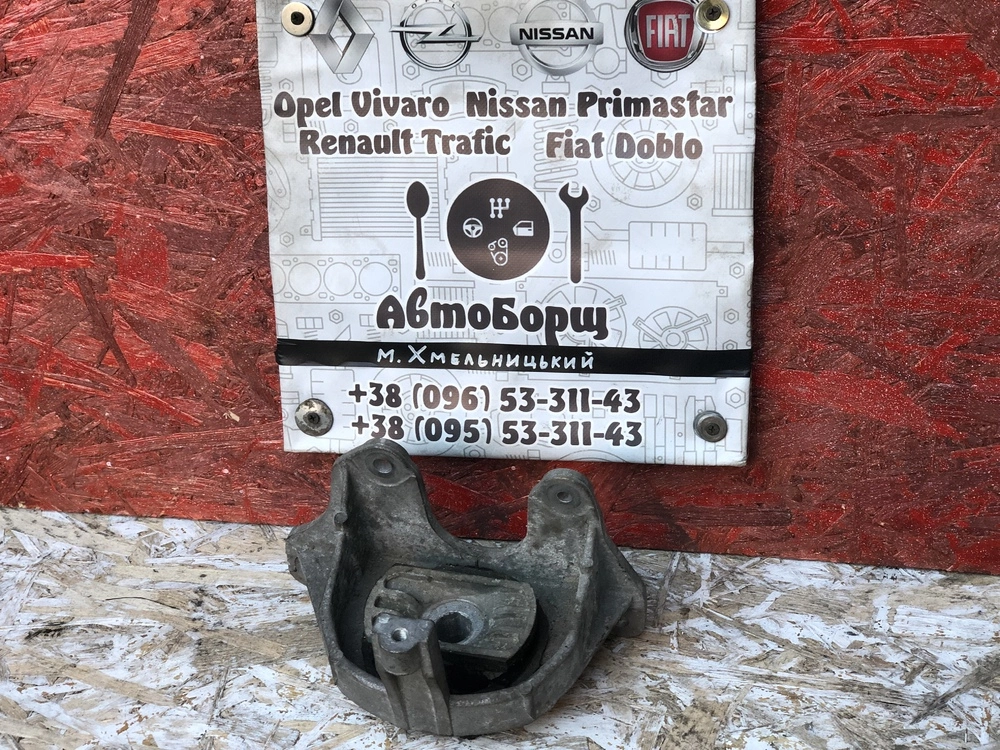 NISSAN FIAT
Opel Vivaro Nissan Primastar
Renault Trafic Fiat Doblo
АвтоБорщ
м. Хмельницький
+38 (096) 53-311-43
+38 (095) 53-311-43